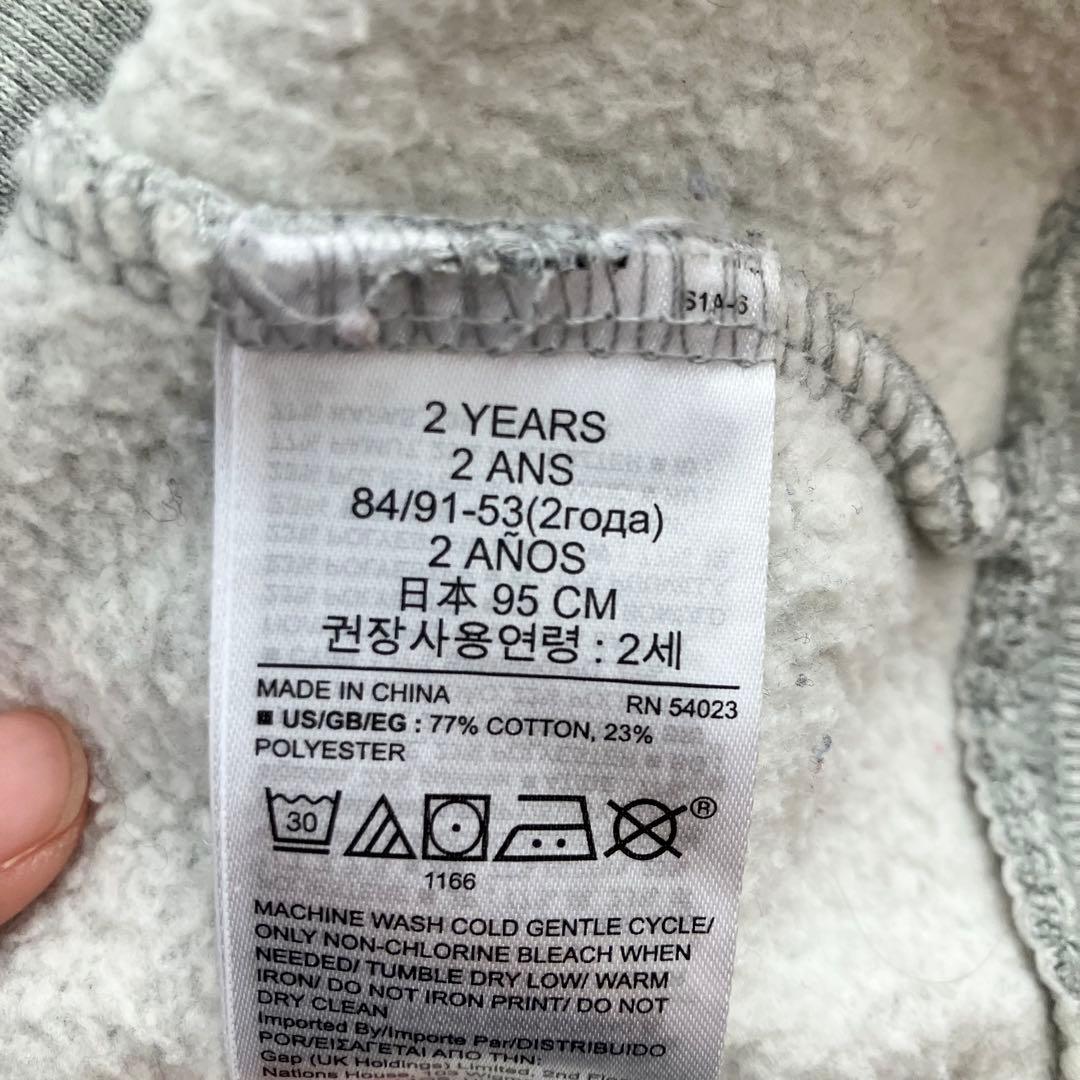 S1A-6
2 YEARS
2 ANS
84/91-53(2года)
2 AÑOS
日本 95 CM
권장사용연령 : 2세
MADE IN CHINA RN 54023
US/GB/EG : 77% COTTON, 23%
POLYESTER
30
®
1166
MACHINE WASH COLD GENTLE CYCLE/
ONLY NON-CHLORINE BLEACH WHEN
NEEDED/ TUMBLE DRY LOW/ WARM
IRON/ DO NOT IRON PRINT/ DO NOT
DRY CLEAN
Imported By/Importe Par/DISTRIBUIDO
POR/ΕΙΣΑΓΕΤΑΙ ΑΠΟ ΤΗΝ:
Gap (UK Holdings) Limited, 2nd
Nations House, 103